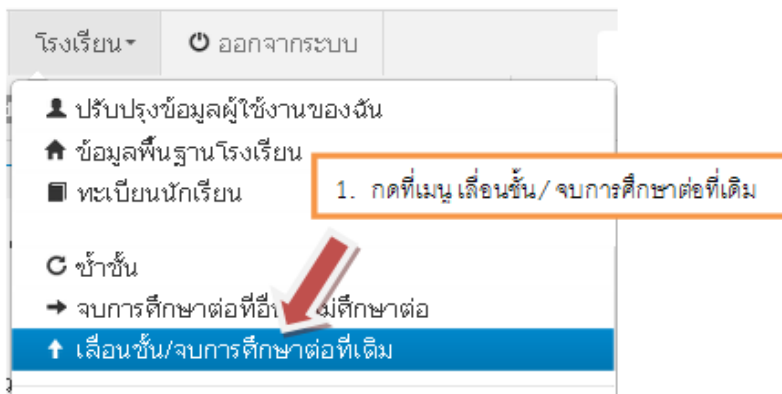 โรงเรียน ออกจากระบบ
ปรับปรุงข้อมูลผู้ใช้งานของฉัน
ข้อมูลพื้นฐานโรงเรียน
1. กดที่เมนู เลื่อนชั้น/ จบการศึกษาต่อที่เดิม
ทะเบียนนักเรียน
ซ้ำชั้น
จบการศึกษาต่อที่อื่น ศึกษาต่อ
เลื่อนชั้น/จบการศึกษาต่อที่เดิม